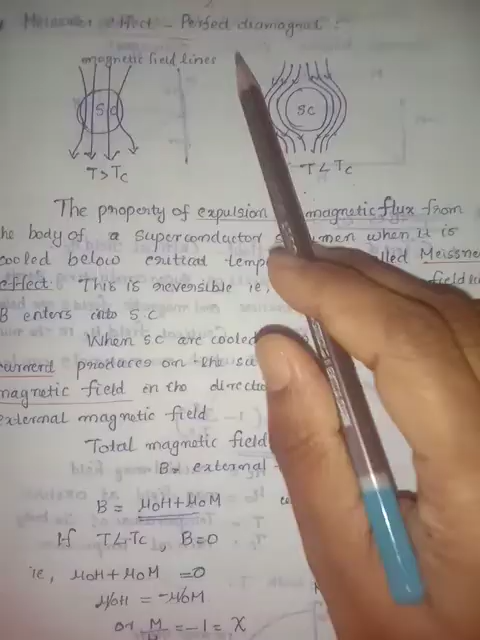 Meissner effect - Perfect diamagnet :
magnetic field lines
SC
SC
T > TC
T < TC
The property of expulsion magnetic flux from
the body of a superconductor when it is
cooled below critical temp called Meissner
effect. This is reversible ie,
B enters into S.C
When SC are cooled
current produces on the su
magnetic field in the directio
external magnetic field
Total magnetic field
B = external
B = μ0H+μ0M
If T<TC, B=0
ie, μ0H+μ0M =0
μ0H = -μ0M
or M = -1 = X